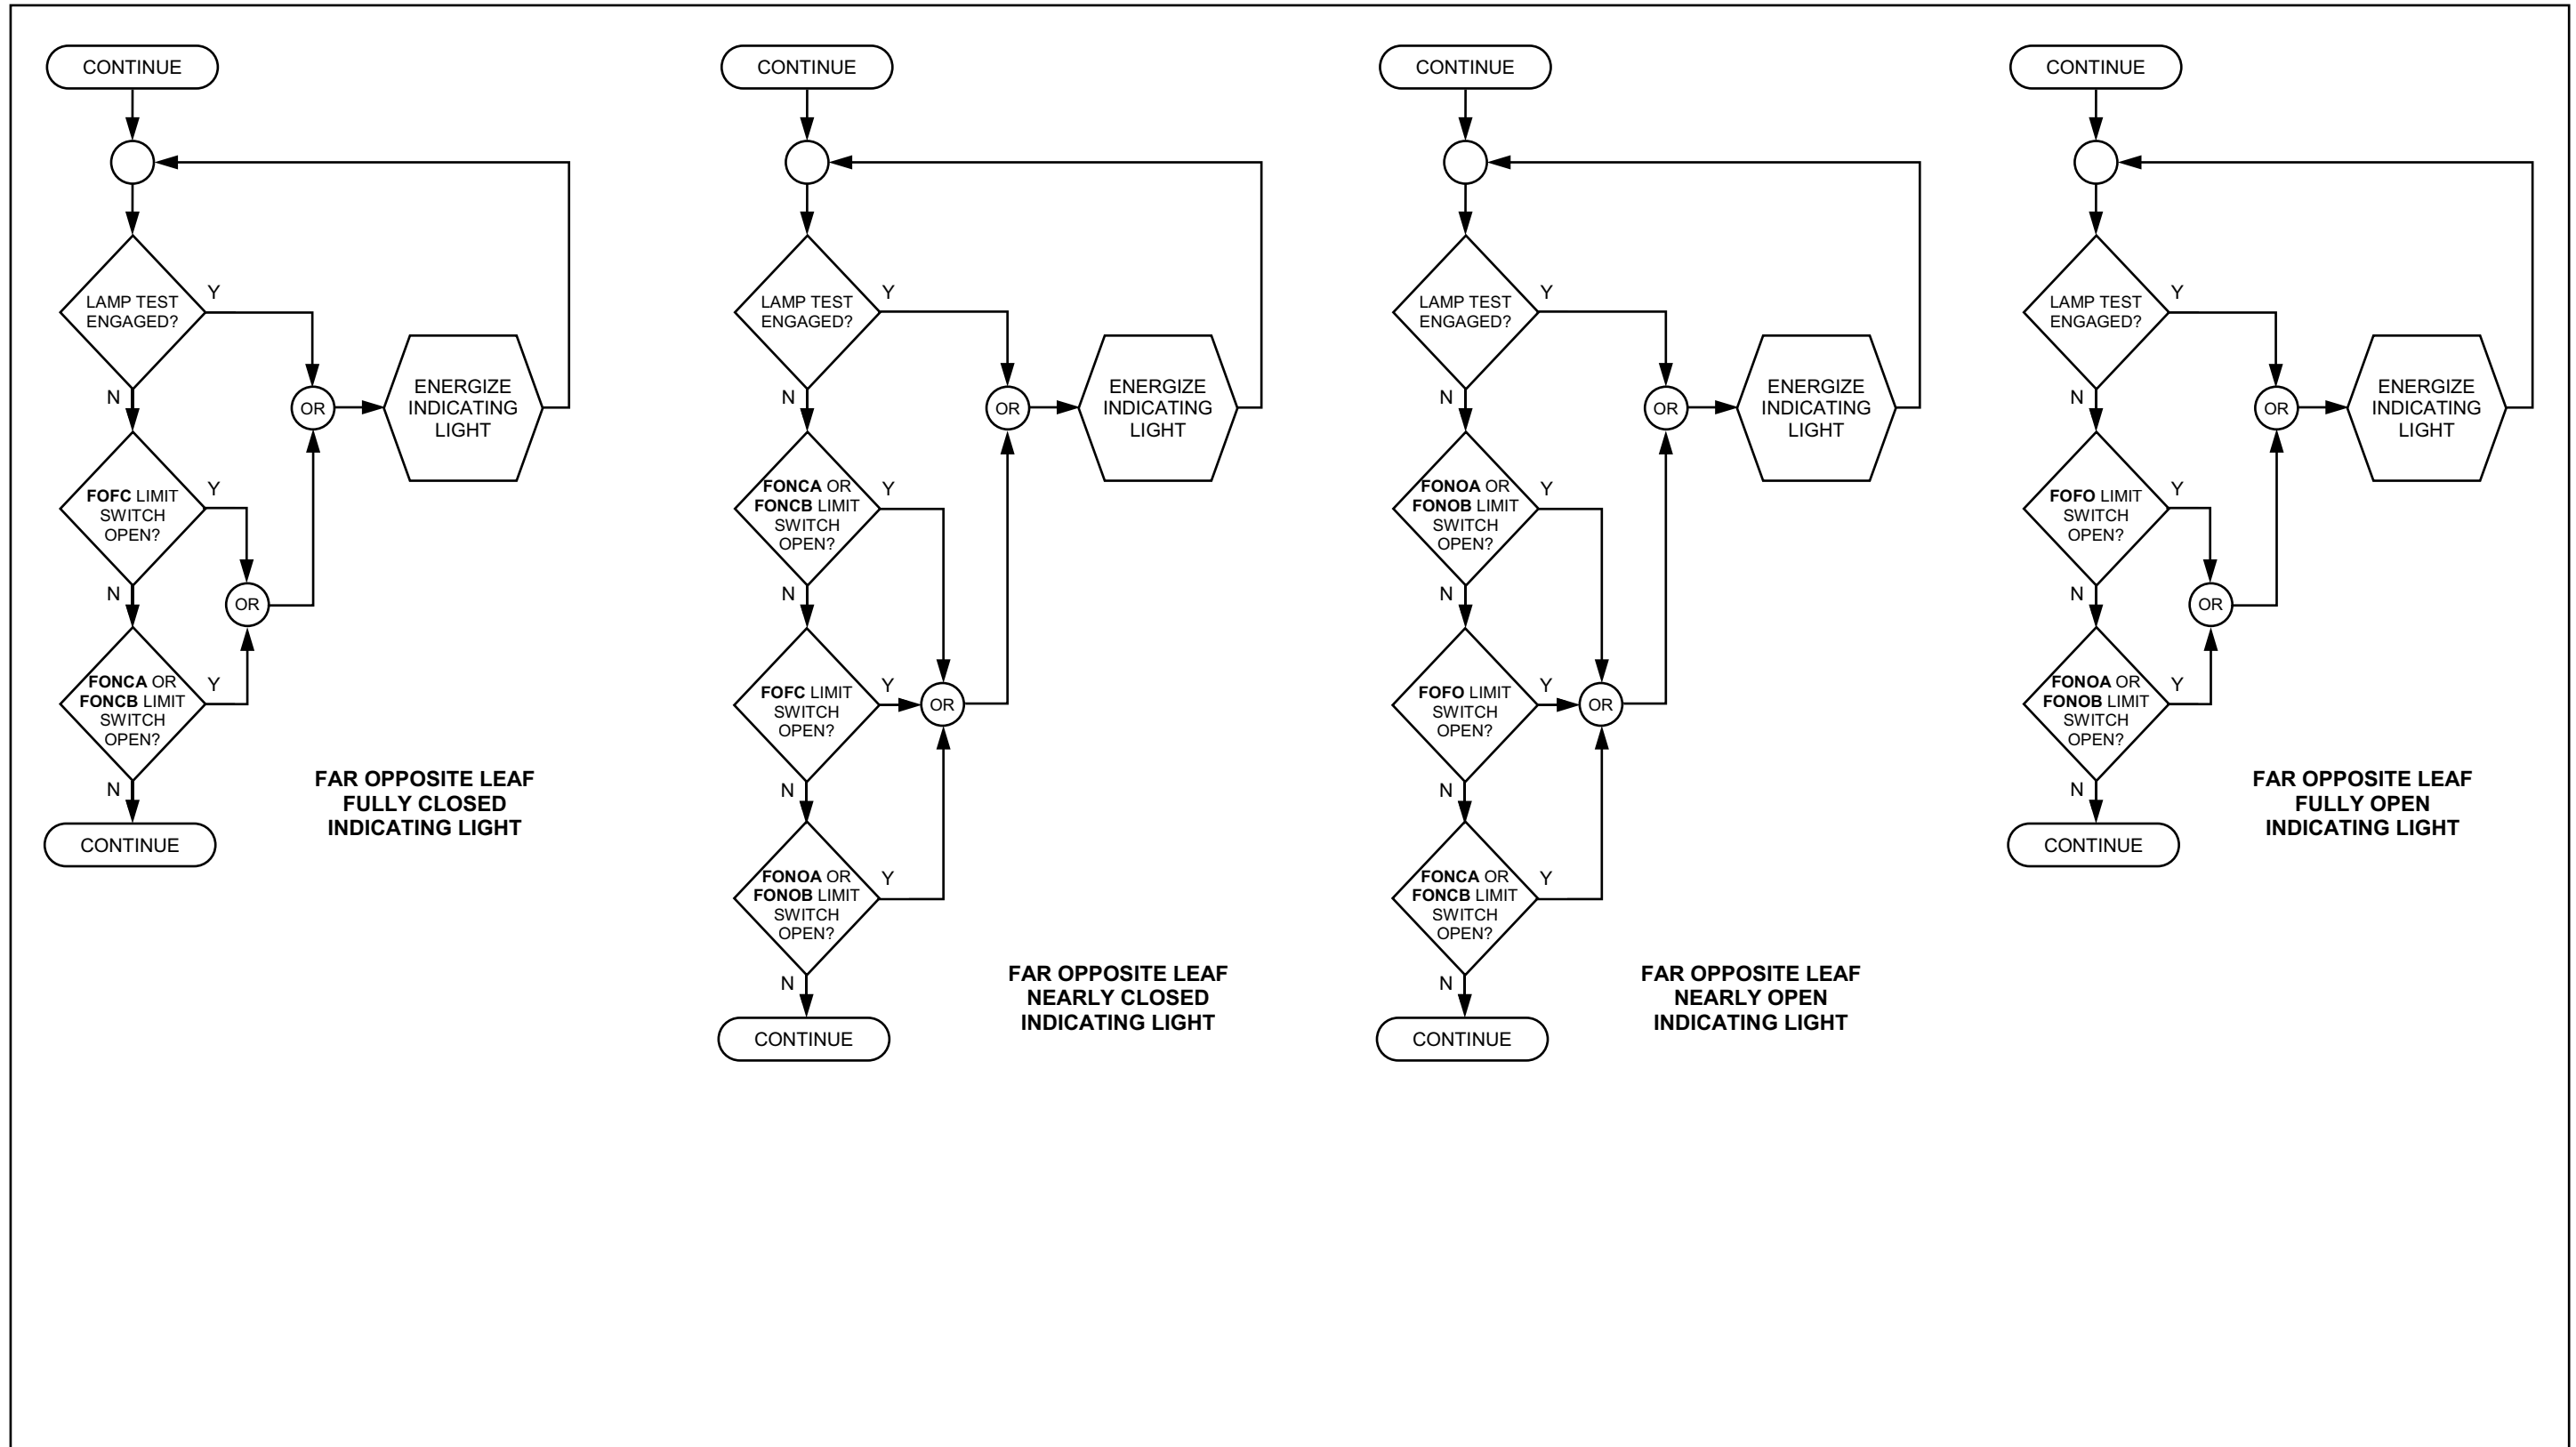 CONTINUE
LAMP TEST
ENGAGED?
Y
N
OR
ENERGIZE
INDICATING
LIGHT
FOFC LIMIT
SWITCH
OPEN?
Y
N
OR
FONCA OR
FONCB LIMIT
SWITCH
OPEN?
Y
N
CONTINUE
FAR OPPOSITE LEAF
FULLY CLOSED
INDICATING LIGHT
CONTINUE
LAMP TEST
ENGAGED?
Y
N
OR
ENERGIZE
INDICATING
LIGHT
FONCA OR
FONCB LIMIT
SWITCH
OPEN?
Y
N
FOFC LIMIT
SWITCH
OPEN?
Y
OR
N
FONOA OR
FONOB LIMIT
SWITCH
OPEN?
Y
N
CONTINUE
FAR OPPOSITE LEAF
NEARLY CLOSED
INDICATING LIGHT
CONTINUE
LAMP TEST
ENGAGED?
Y
N
OR
ENERGIZE
INDICATING
LIGHT
FONOA OR
FONOB LIMIT
SWITCH
OPEN?
Y
N
FOFO LIMIT
SWITCH
OPEN?
Y
OR
N
FONCA OR
FONCB LIMIT
SWITCH
OPEN?
Y
N
CONTINUE
FAR OPPOSITE LEAF
NEARLY OPEN
INDICATING LIGHT
CONTINUE
LAMP TEST
ENGAGED?
Y
N
OR
ENERGIZE
INDICATING
LIGHT
FOFO LIMIT
SWITCH
OPEN?
Y
N
OR
FONOA OR
FONOB LIMIT
SWITCH
OPEN?
Y
N
CONTINUE
FAR OPPOSITE LEAF
FULLY OPEN
INDICATING LIGHT